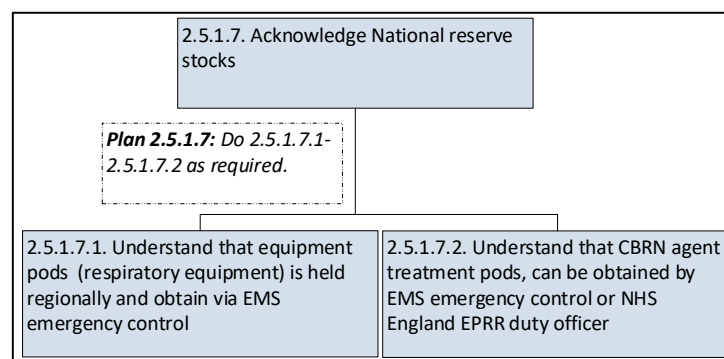 2.5.1.7. Acknowledge National reserve
stocks
Plan 2.5.1.7: Do 2.5.1.7.1-
2.5.1.7.2 as required.
2.5.1.7.1. Understand that equipment
pods (respiratory equipment) is held
regionally and obtain via EMS
emergency control
2.5.1.7.2. Understand that CBRN agent
treatment pods, can be obtained by
EMS emergency control or NHS
England EPRR duty officer